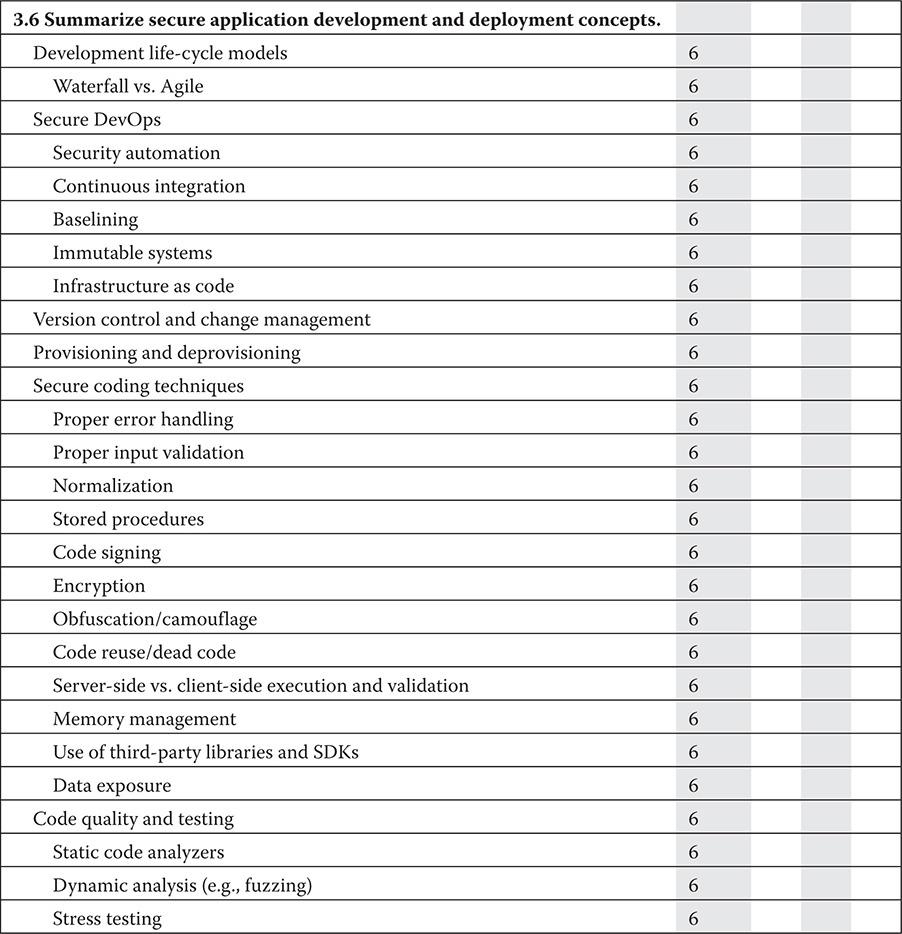 3.6 Summarize secure application development and deployment concepts.
Development life-cycle models 6
Waterfall vs. Agile 6
Secure DevOps 6
Security automation 6
Continuous integration 6
Baselining 6
Immutable systems 6
Infrastructure as code 6
Version control and change management 6
Provisioning and deprovisioning 6
Secure coding techniques 6
Proper error handling 6
Proper input validation 6
Normalization 6
Stored procedures 6
Code signing 6
Encryption 6
Obfuscation/camouflage 6
Code reuse/dead code 6
Server-side vs. client-side execution and validation 6
Memory management 6
Use of third-party libraries and SDKs 6
Data exposure 6
Code quality and testing 6
Static code analyzers 6
Dynamic analysis (e.g., fuzzing) 6
Stress testing 6